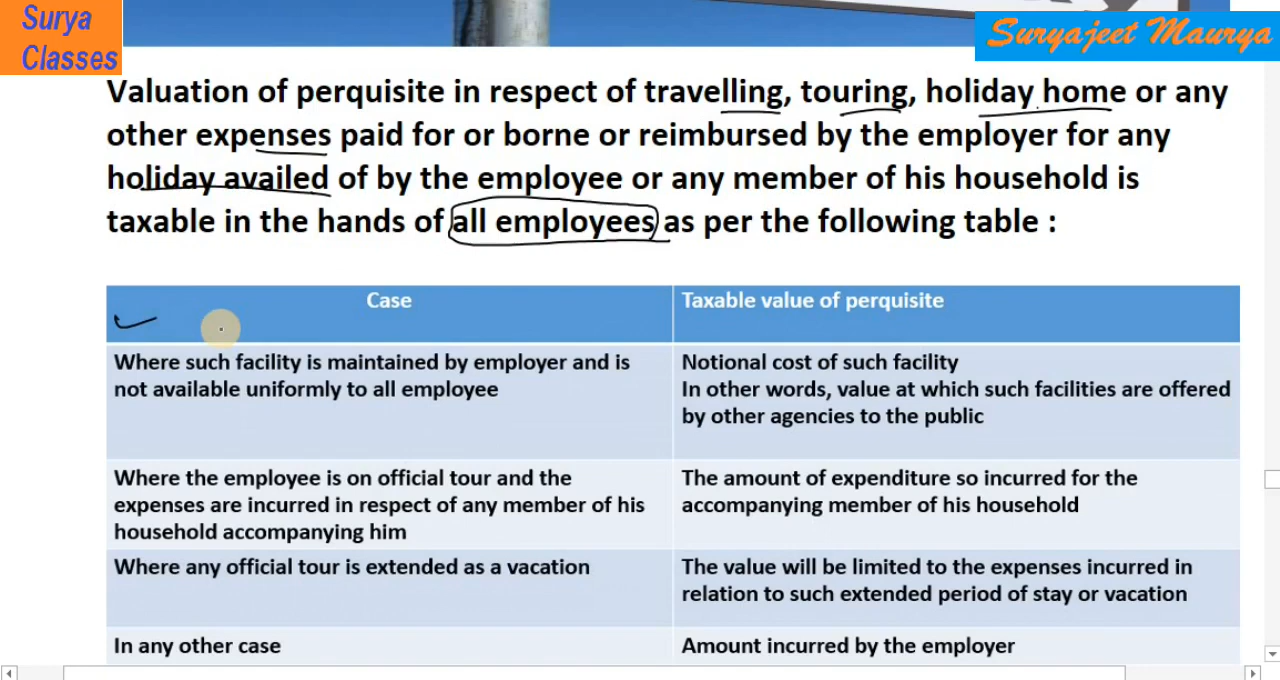 Surya
Classes
Suryajeet Maurya
Valuation of perquisite in respect of travelling, touring, holiday home or any
other expenses paid for or borne or reimbursed by the employer for any
holiday availed of by the employee or any member of his household is
taxable in the hands of all employees as per the following table :
Case
Taxable value of perquisite
Where such facility is maintained by employer and is
not available uniformly to all employee
Notional cost of such facility
In other words, value at which such facilities are offered
by other agencies to the public
Where the employee is on official tour and the
expenses are incurred in respect of any member of his
household accompanying him
The amount of expenditure so incurred for the
accompanying member of his household
Where any official tour is extended as a vacation
The value will be limited to the expenses incurred in
relation to such extended period of stay or vacation
In any other case
Amount incurred by the employer